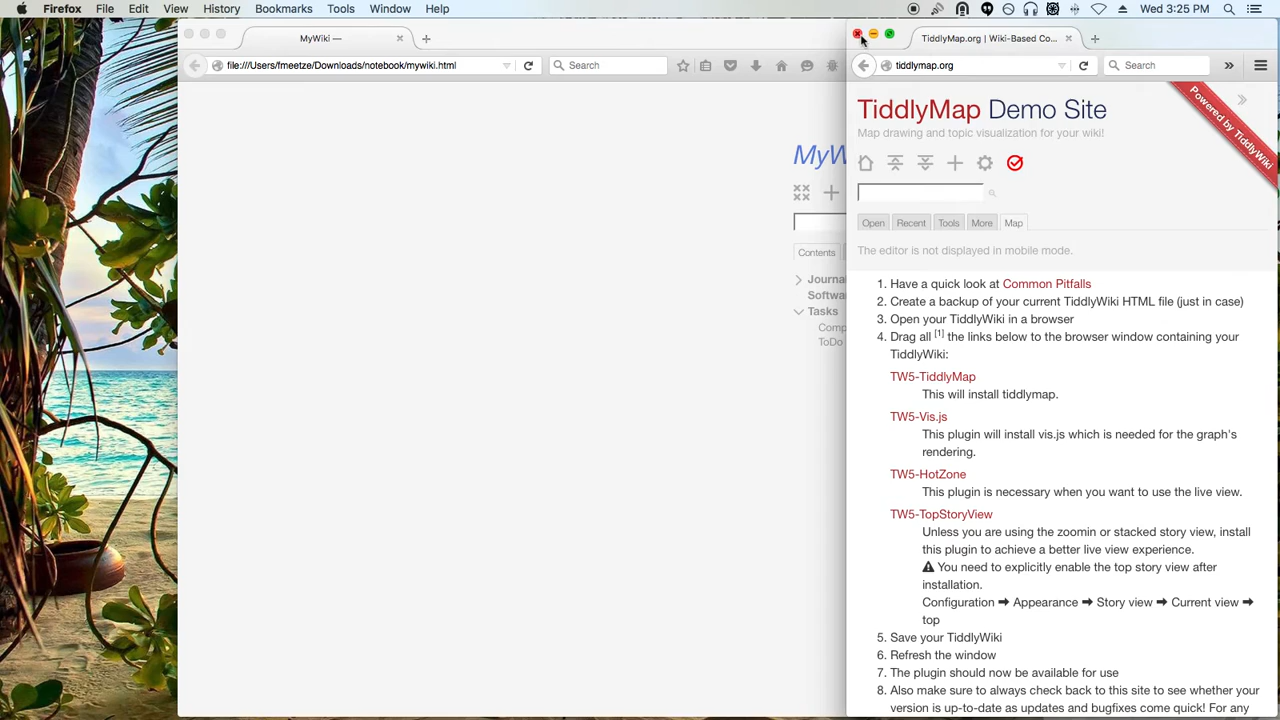 Firefox File Edit View History Bookmarks Tools Window Help Wed 3:25 PM
MyWiki —
file:///Users/fmeetze/Downloads/notebook/mywiki.html
Search
MyW
Contents
Journa
Softwa
Tasks
Comp
ToDo
TiddlyMap.org | Wiki-Based Co...
tiddlymap.org
Search
TiddlyMap Demo Site
Map drawing and topic visualization for your wiki!
Powered by TiddlyWiki
Open Recent Tools More Map
The editor is not displayed in mobile mode.
1. Have a quick look at Common Pitfalls
2. Create a backup of your current TiddlyWiki HTML file (just in case)
3. Open your TiddlyWiki in a browser
4. Drag all [1] the links below to the browser window containing your
TiddlyWiki:
TW5-TiddlyMap
This will install tiddlymap.
TW5-Vis.js
This plugin will install vis.js which is needed for the graph's
rendering.
TW5-HotZone
This plugin is necessary when you want to use the live view.
TW5-TopStoryView
Unless you are using the zoomin or stacked story view, install
this plugin to achieve a better live view experience.
You need to explicitly enable the top story view after
installation.
Configuration ➡ Appearance ➡ Story view ➡ Current view ➡
top
5. Save your TiddlyWiki
6. Refresh the window
7. The plugin should now be available for use
8. Also make sure to always check back to this site to see whether your
version is up-to-date as updates and bugfixes come quick! For any